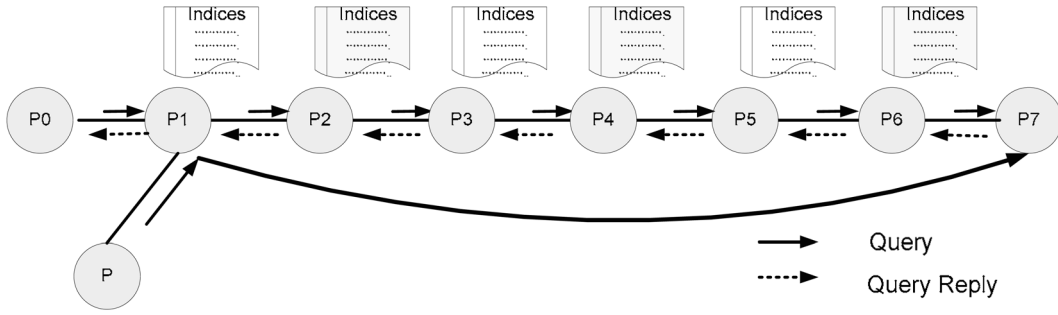 Indices
Indices
Indices
Indices
Indices
Indices
P0
P1
P2
P3
P4
P5
P6
P7
P
Query
Query Reply